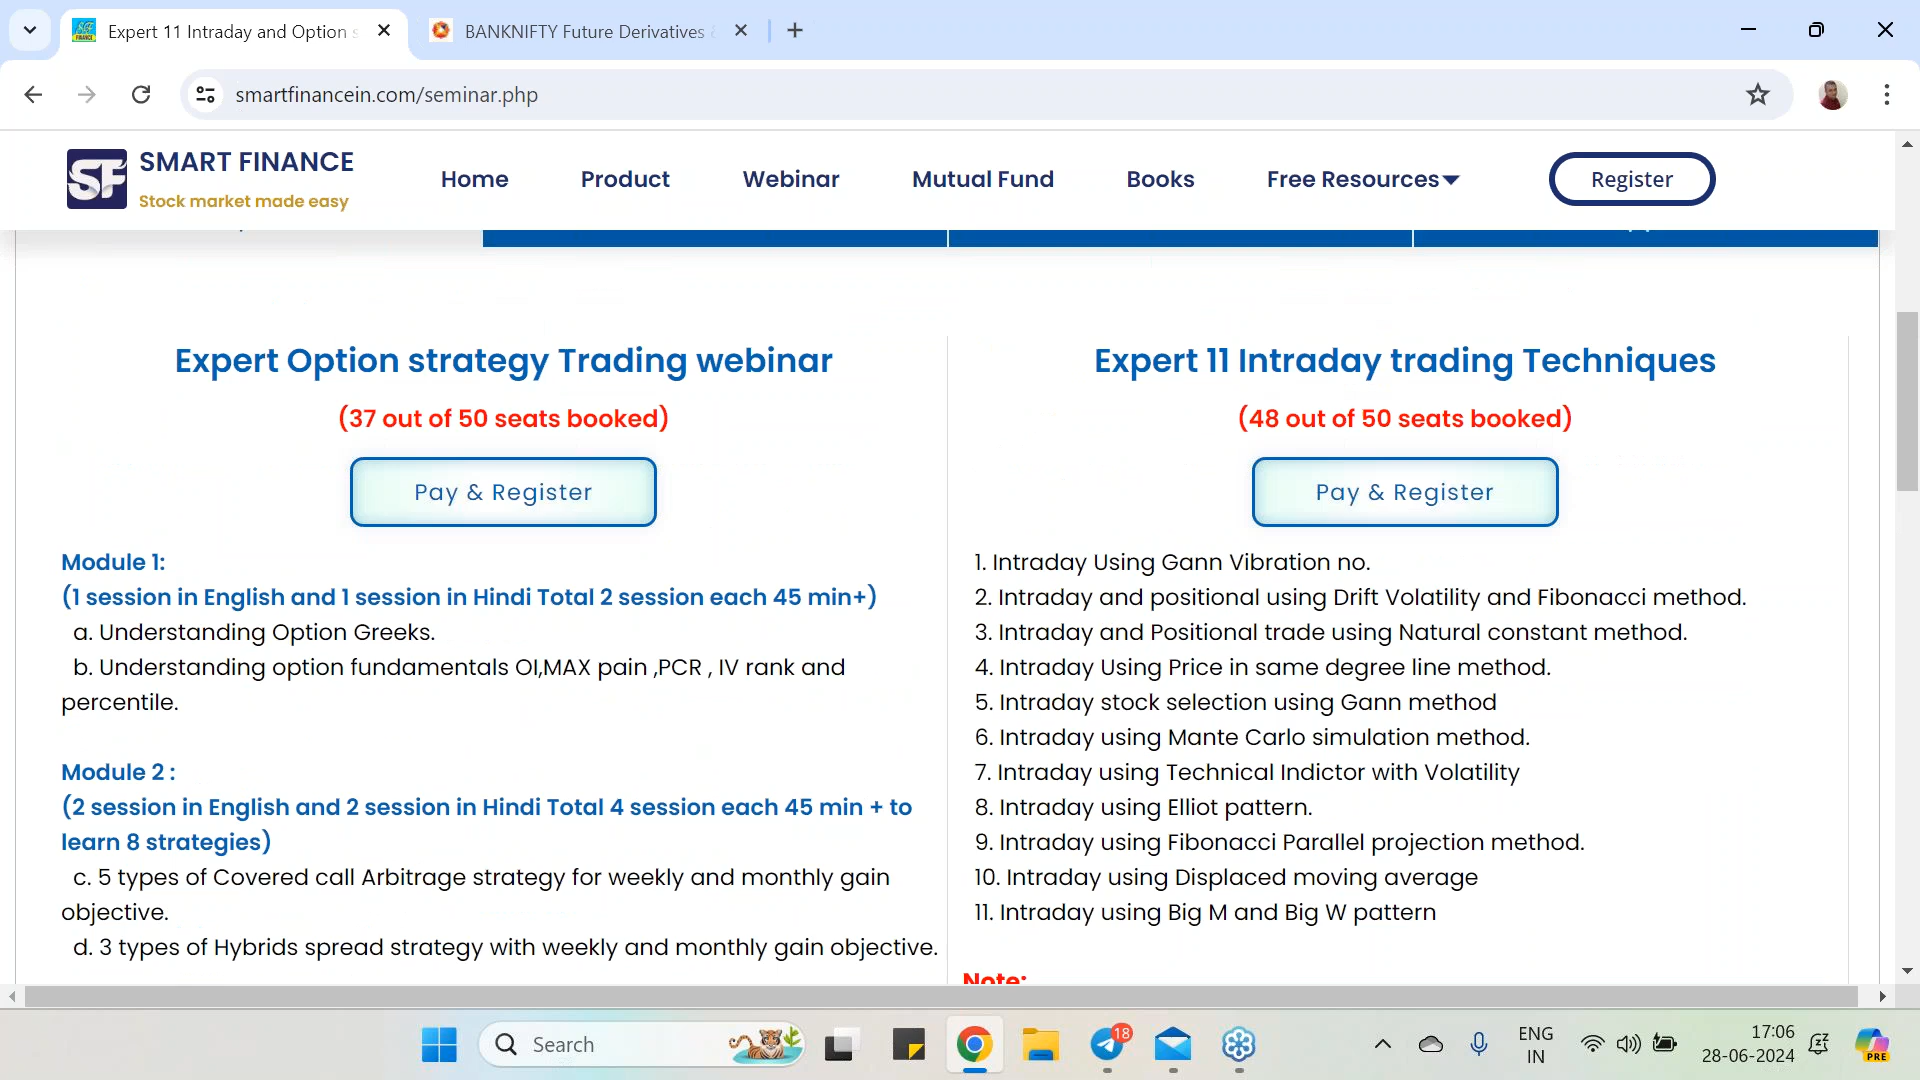 Expert 11 Intraday and Option s
BANKNIFTY Future Derivatives
smartfinancein.com/seminar.php
SF
SMART FINANCE
Stock market made easy
Home
Product
Webinar
Mutual Fund
Books
Free Resources
Register
Expert Option strategy Trading webinar
(37 out of 50 seats booked)
Pay & Register
Module 1:
(1 session in English and 1 session in Hindi Total 2 session each 45 min+)
a. Understanding Option Greeks.
b. Understanding option fundamentals OI,MAX pain ,PCR , IV rank and
percentile.
Module 2 :
(2 session in English and 2 session in Hindi Total 4 session each 45 min + to
learn 8 strategies)
c. 5 types of Covered call Arbitrage strategy for weekly and monthly gain
objective.
d. 3 types of Hybrids spread strategy with weekly and monthly gain objective.
Expert 11 Intraday trading Techniques
(48 out of 50 seats booked)
Pay & Register
1. Intraday Using Gann Vibration no.
2. Intraday and positional using Drift Volatility and Fibonacci method.
3. Intraday and Positional trade using Natural constant method.
4. Intraday Using Price in same degree line method.
5. Intraday stock selection using Gann method
6. Intraday using Mante Carlo simulation method.
7. Intraday using Technical Indictor with Volatility
8. Intraday using Elliot pattern.
9. Intraday using Fibonacci Parallel projection method.
10. Intraday using Displaced moving average
11. Intraday using Big M and Big W pattern
Note:
Search
18
ENG
IN
17:06
28-06-2024
PRE